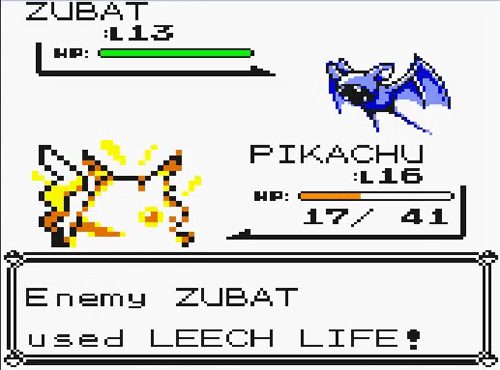 ZUBAT
:L13
HP:
PIKACHU
:L16
HP:
17/ 41
Enemy ZUBAT
used LEECH LIFE!